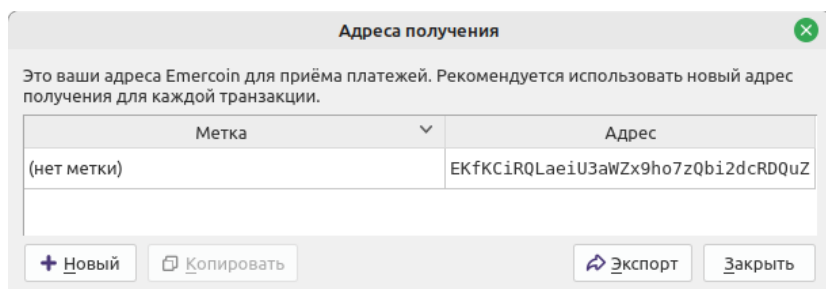 Адреса получения
Это ваши адреса Emercoin для приёма платежей. Рекомендуется использовать новый адрес
получения для каждой транзакции.
Метка Адрес
(нет метки) EKfKCiRQLaeiU3aWZx9ho7zQbi2dcRDQuZ
Новый Копировать Экспорт Закрыть